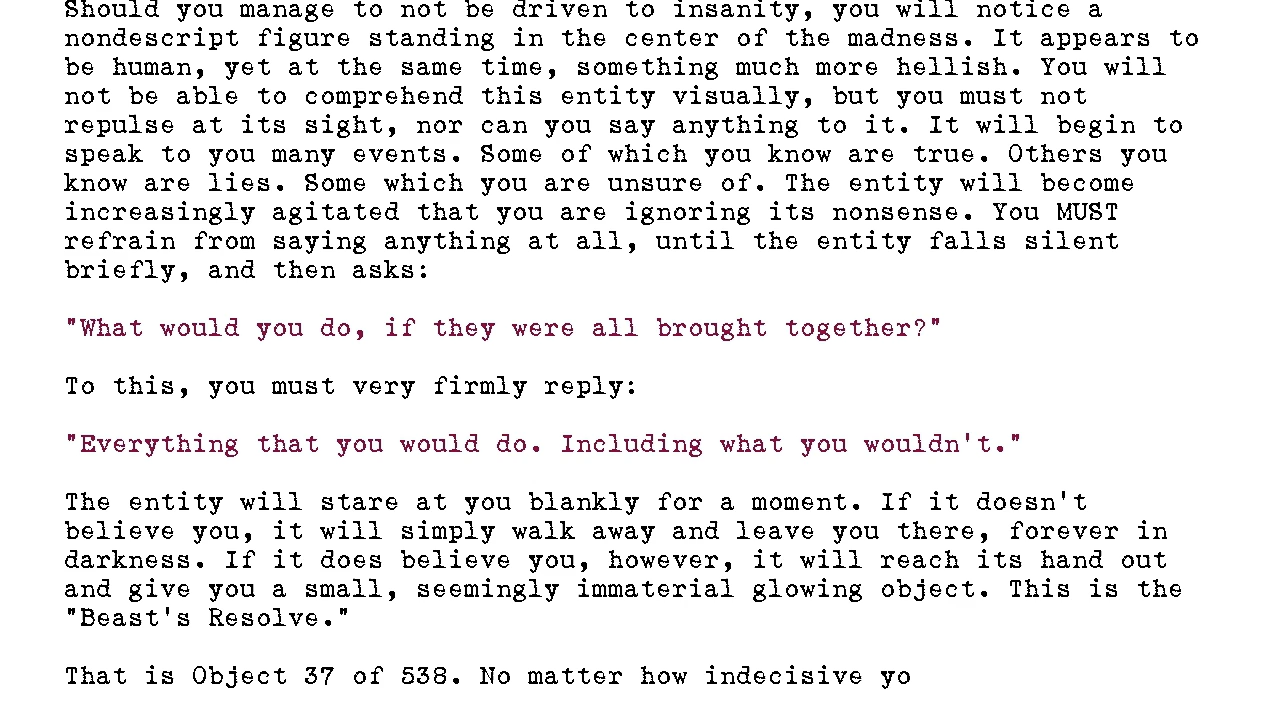 Should you manage to not be driven to insanity, you will notice a
nondescript figure standing in the center of the madness. It appears to
be human, yet at the same time, something much more hellish. You will
not be able to comprehend this entity visually, but you must not
repulse at its sight, nor can you say anything to it. It will begin to
speak to you many events. Some of which you know are true. Others you
know are lies. Some which you are unsure of. The entity will become
increasingly agitated that you are ignoring its nonsense. You MUST
refrain from saying anything at all, until the entity falls silent
briefly, and then asks:
"What would you do, if they were all brought together?"
To this, you must very firmly reply:
"Everything that you would do. Including what you wouldn't."
The entity will stare at you blankly for a moment. If it doesn't
believe you, it will simply walk away and leave you there, forever in
darkness. If it does believe you, however, it will reach its hand out
and give you a small, seemingly immaterial glowing object. This is the
"Beast's Resolve."
That is Object 37 of 538. No matter how indecisive yo